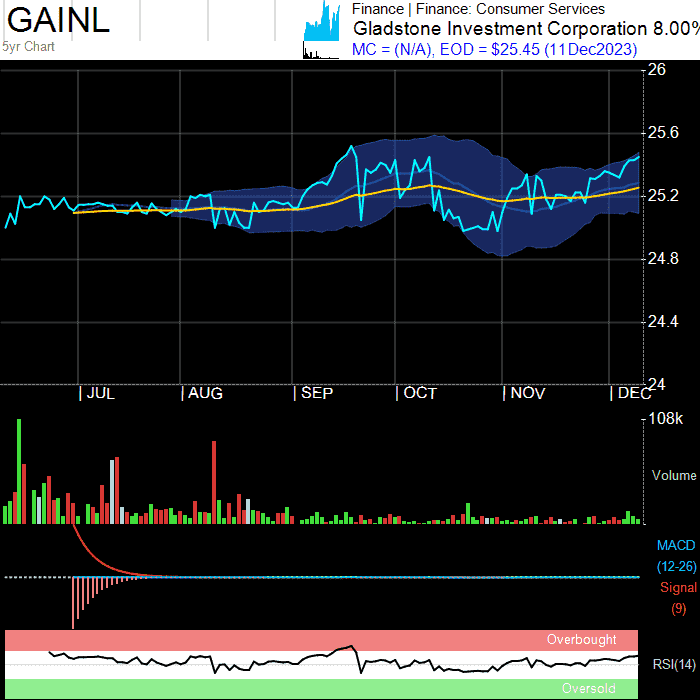 GAINL
5yr Chart
Finance | Finance: Consumer Services
Gladstone Investment Corporation 8.00%
MC = (N/A), EOD = $25.45 (11Dec2023)
26
25.6
25.2
24.8
24.4
24
| JUL | AUG | SEP | OCT | NOV | DEC
108k
Volume
MACD
(12-26)
Signal
(9)
Overbought
RSI(14)
Oversold